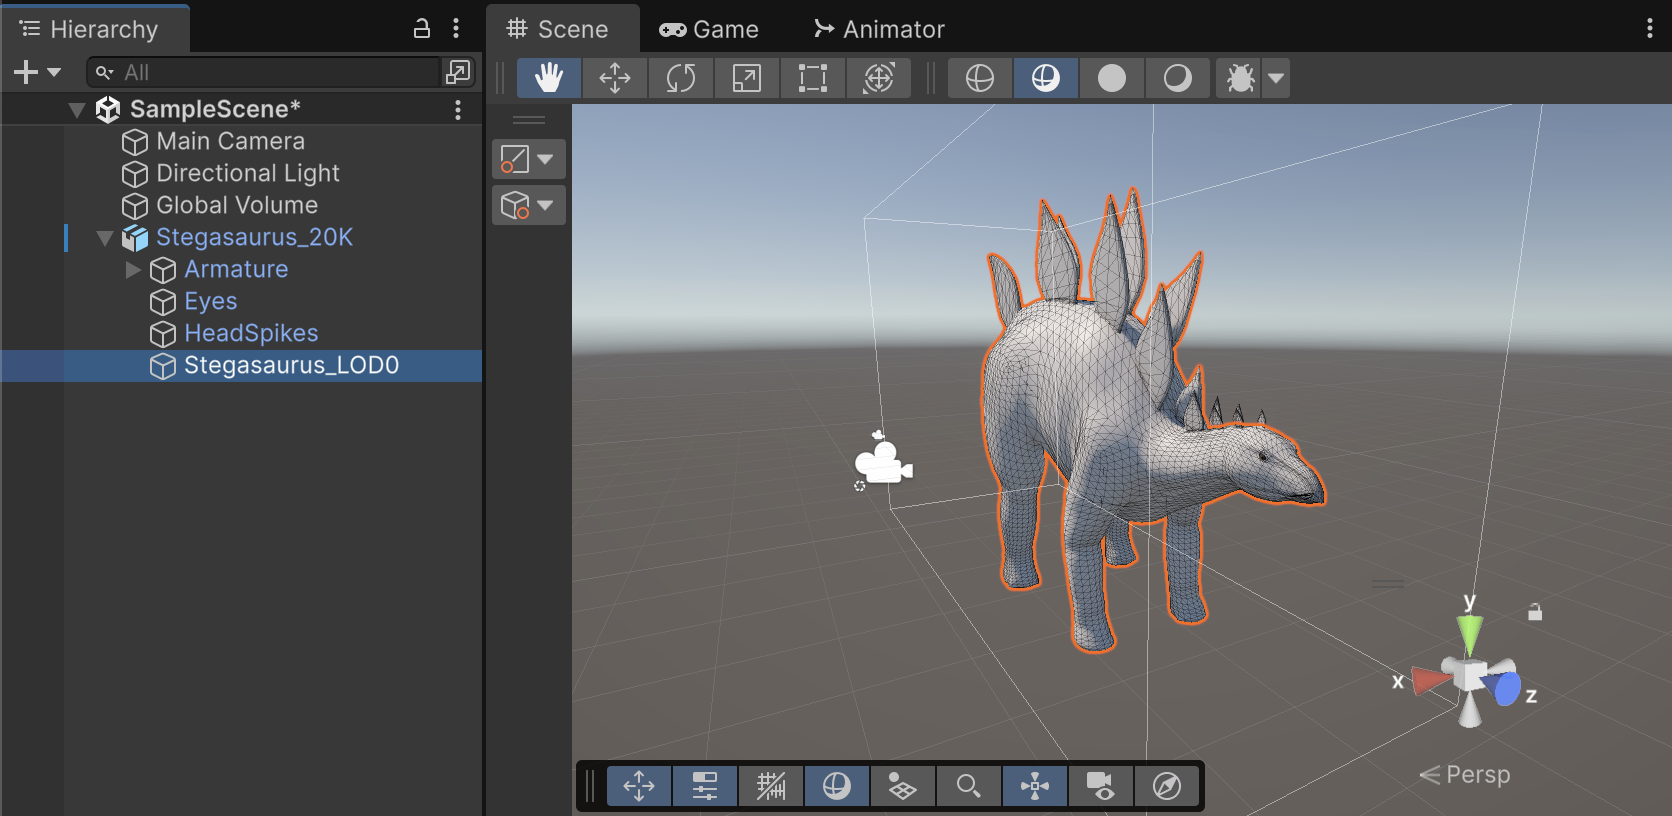 Hierarchy
All
SampleScene*
Main Camera
Directional Light
Global Volume
Stegasaurus_20K
Armature
Eyes
HeadSpikes
Stegasaurus_LOD0
Scene
Game
Animator
y
x
z
Persp